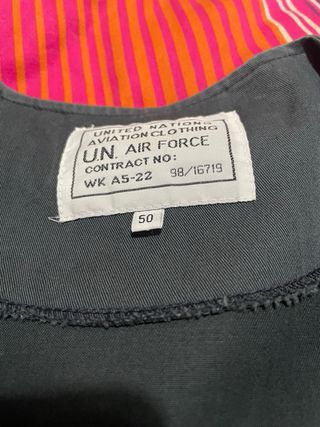 UNITED NATIONS
AVIATION CLOTHING
U.N. AIR FORCE
CONTRACT NO:
WK A5-22 98/16719
50